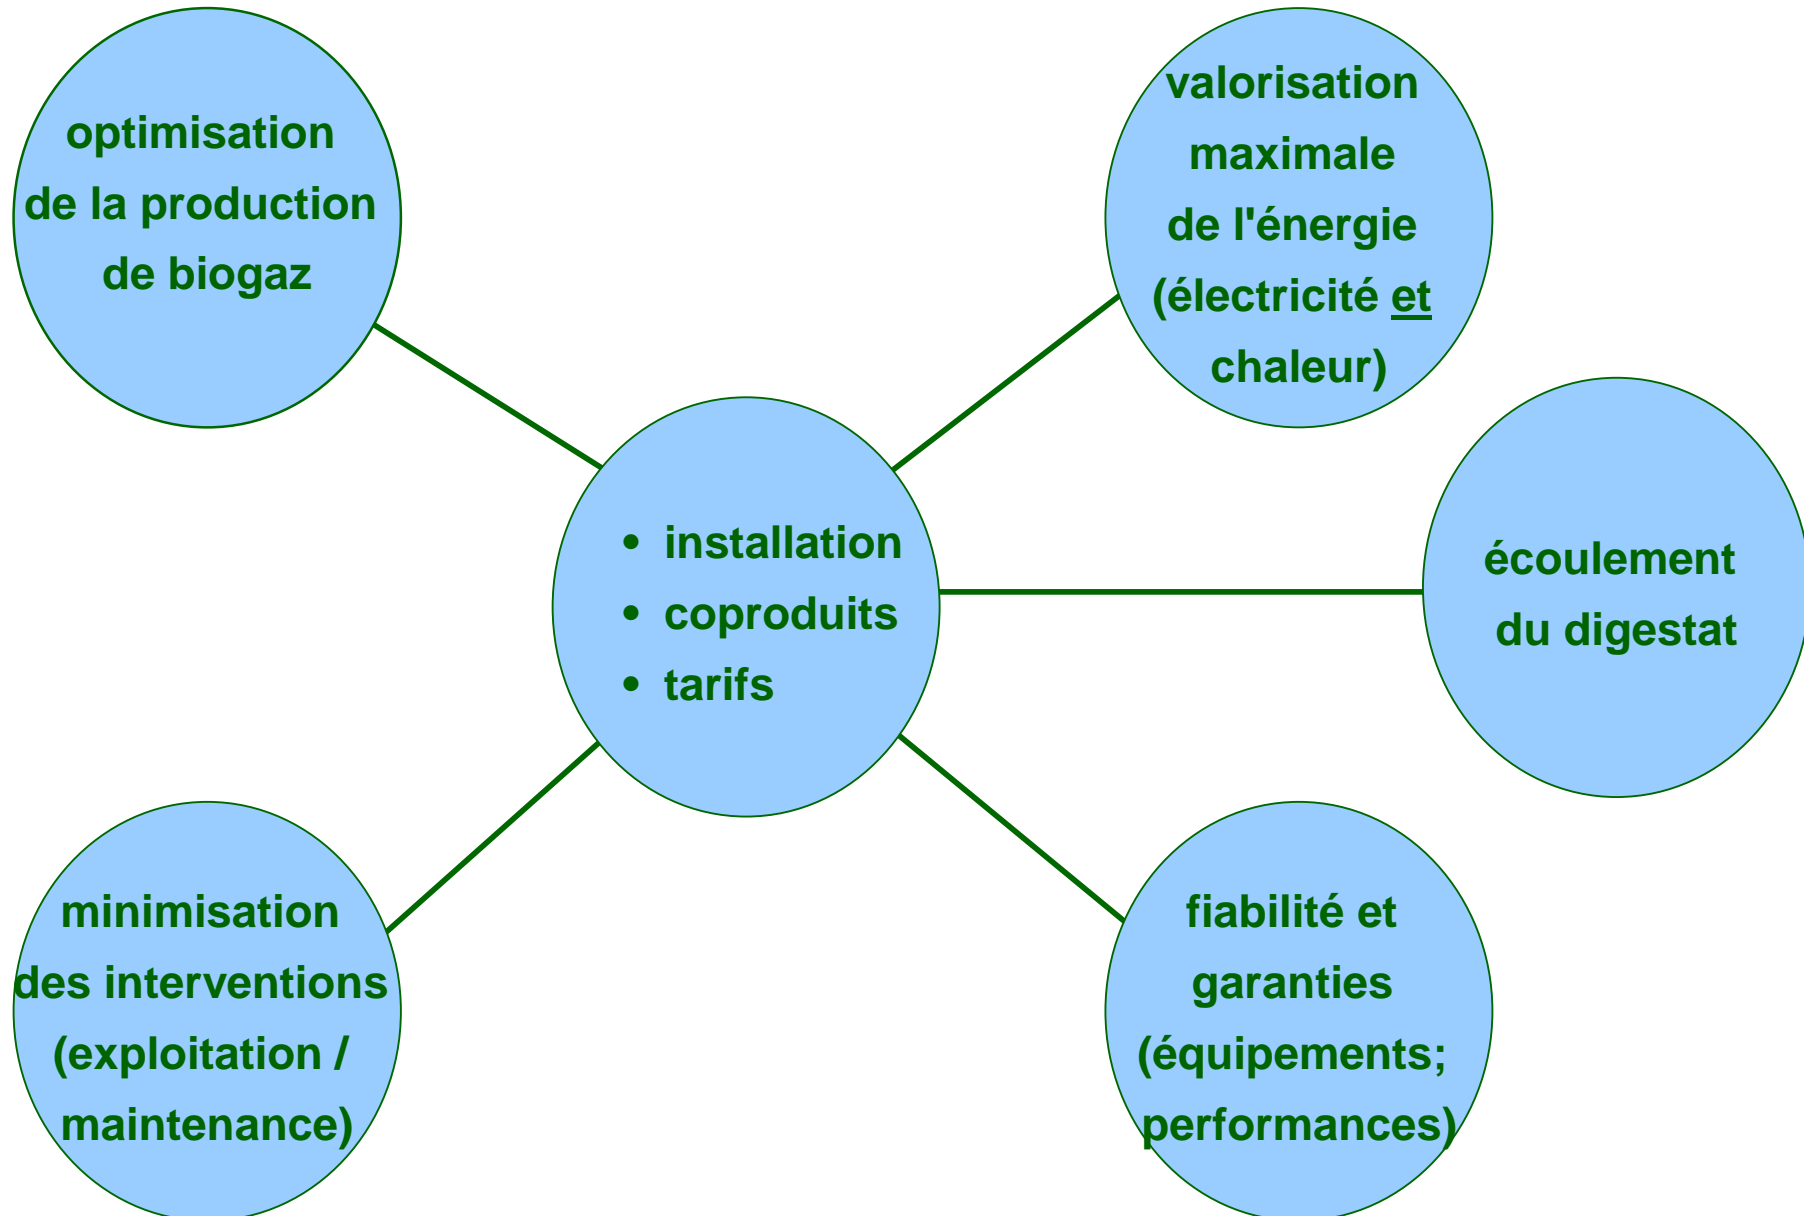 optimisation
de la production
de biogaz
valorisation
maximale
de l'énergie
(électricité et
chaleur)
• installation
• coproduits
• tarifs
écoulement
du digestat
minimisation
des interventions
(exploitation /
maintenance)
fiabilité et
garanties
(équipements;
performances)